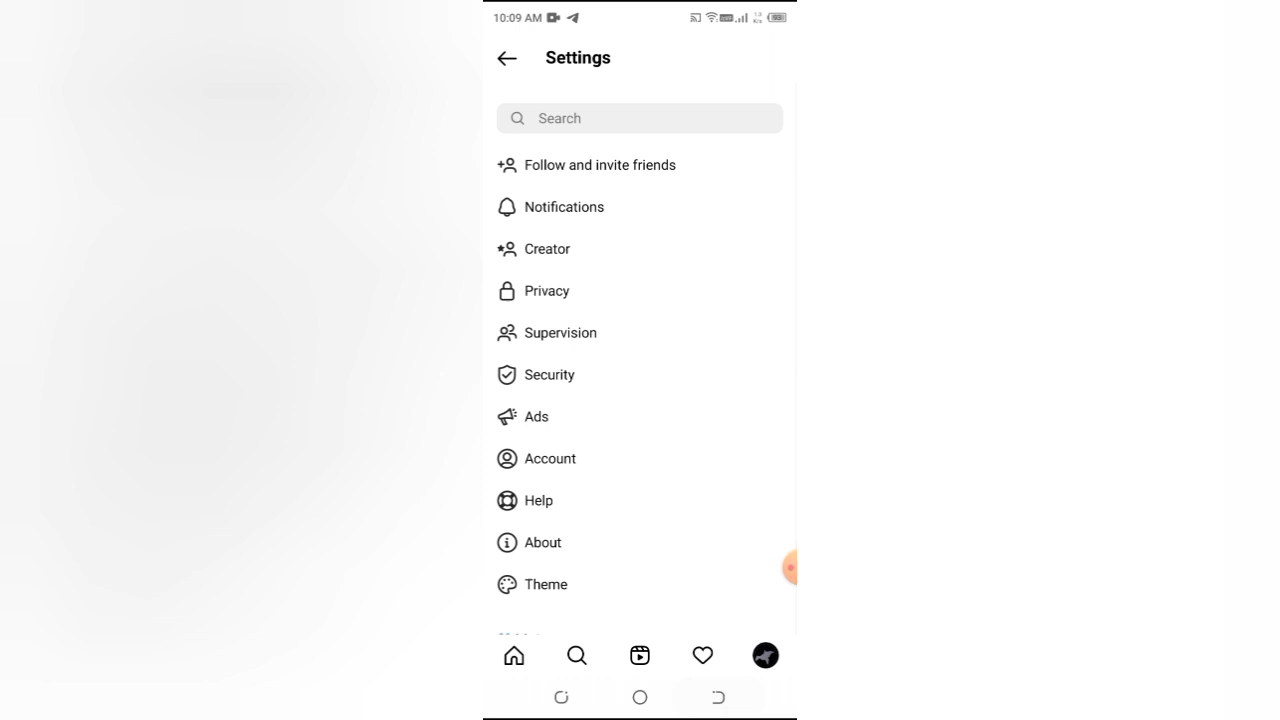 10:09 AM
Settings
Search
Follow and invite friends
Notifications
Creator
Privacy
Supervision
Security
Ads
Account
Help
About
Theme